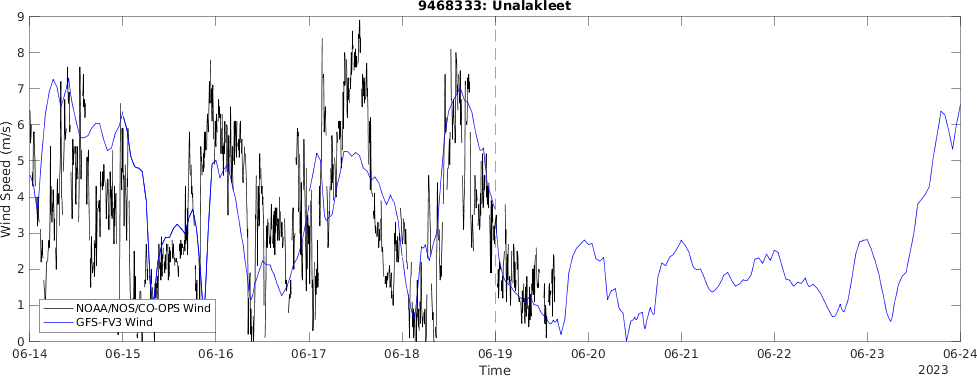 9468333: Unalakleet
Wind Speed (m/s)
9
8
7
6
5
4
3
2
1
0
NOAA/NOS/CO-OPS Wind
GFS-FV3 Wind
06-14 06-15 06-16 06-17 06-18 06-19 06-20 06-21 06-22 06-23 06-24
Time
2023